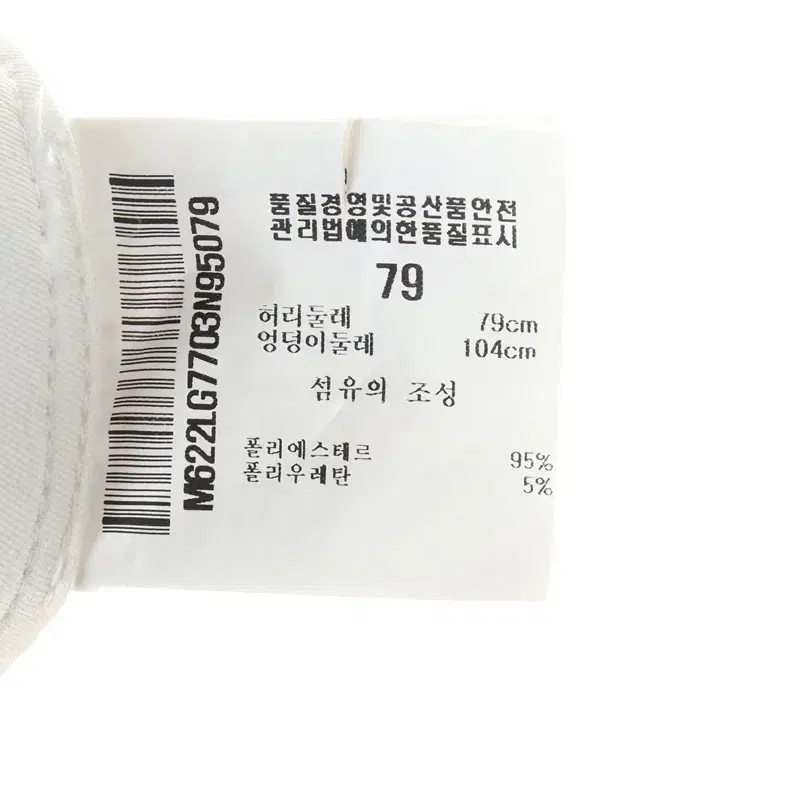 M622LG7703N95079
품질경영및공산품안전
관리법에의한품질표시
79
허리둘레 79cm
엉덩이둘레 104cm
섬유의 조성
폴리에스테르 95%
폴리우레탄 5%